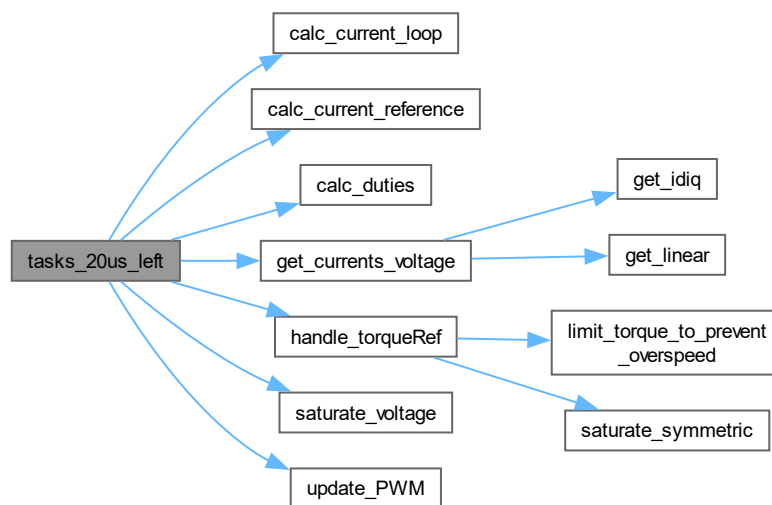 calc_current_loop
calc_current_reference
calc_duties
get_idiq
tasks_20us_left
get_currents_voltage
get_linear
handle_torqueRef
limit_torque_to_prevent
_overspeed
saturate_voltage
saturate_symmetric
update_PWM